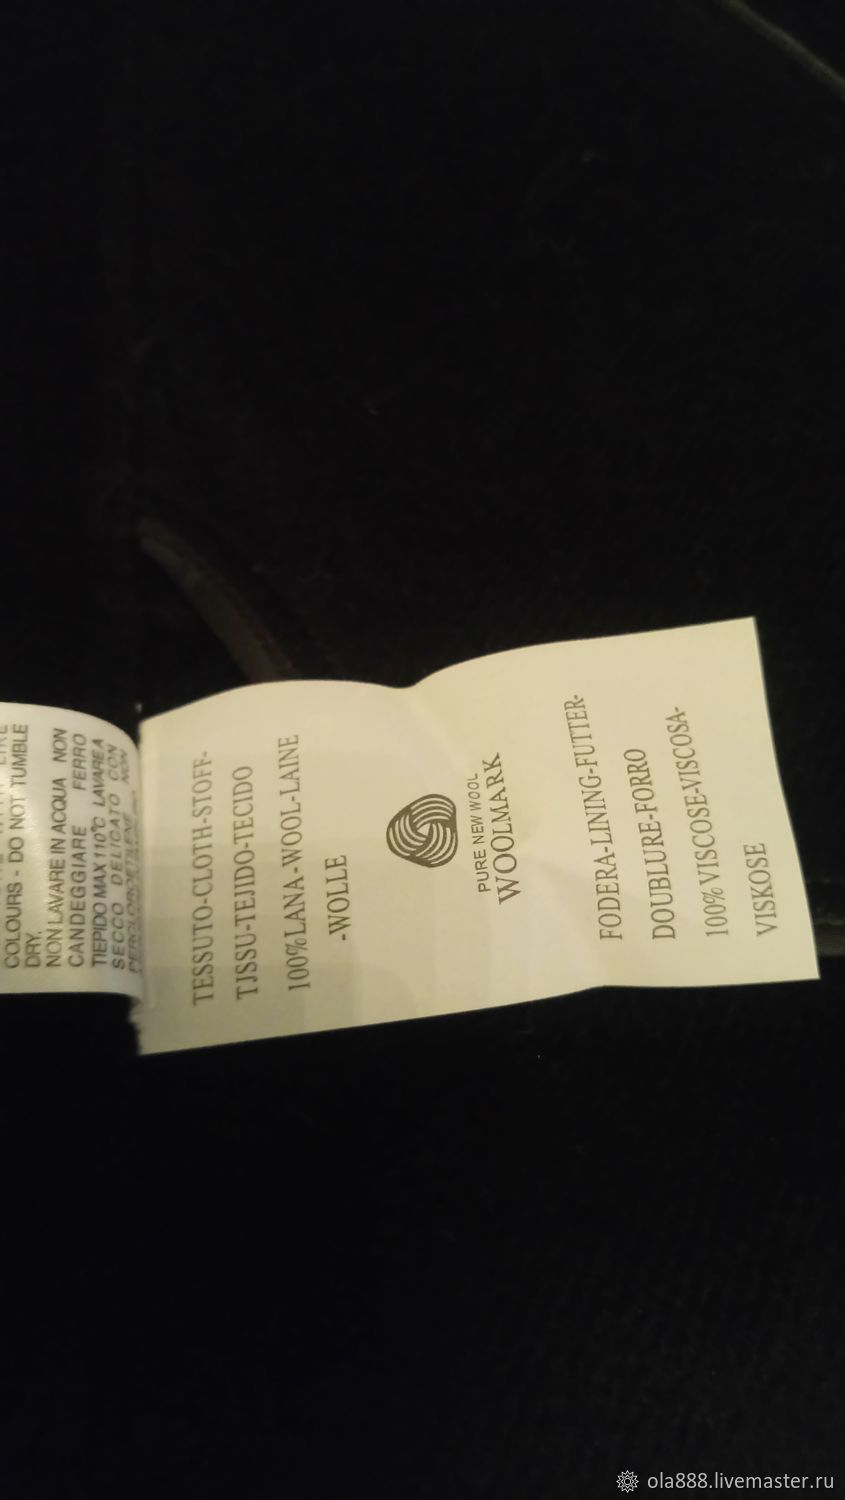 COLOURS - DO NOT TUMBLE
DRY.
NON LAVARE IN ACQUA NON
CANDEGGIARE FERRO
TIEPIDO MAX 110°C LAVARE A
SECCO DELICATO CON
PERCLOROETILENE NON
TESSUTO-CLOTH-STOFF-
TJSSU-TEJIDO-TECIDO
100%LANA-WOOL-LAINE
-WOLLE
PURE NEW WOOL
WOOLMARK
FODERA-LINING-FUTTER-
DOUBLURE-FORRO
100% VISCOSE-VISCOSA-
VISKOSE
ola888.livemaster.ru